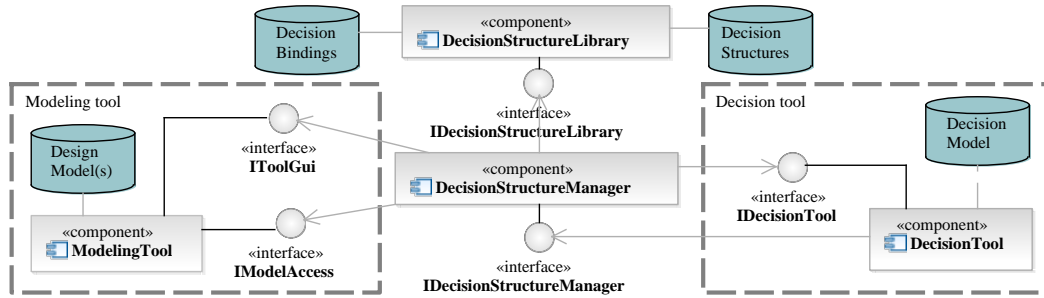 Decision
Bindings
«component»
DecisionStructureLibrary
Decision
Structures
Modeling tool
«interface»
IDecisionStructureLibrary
Decision tool
Design
Model(s)
«interface»
IToolGui
«component»
DecisionStructureManager
Decision
Model
«interface»
IDecisionTool
«component»
ModelingTool
«interface»
IModelAccess
«interface»
IDecisionStructureManager
«component»
DecisionTool